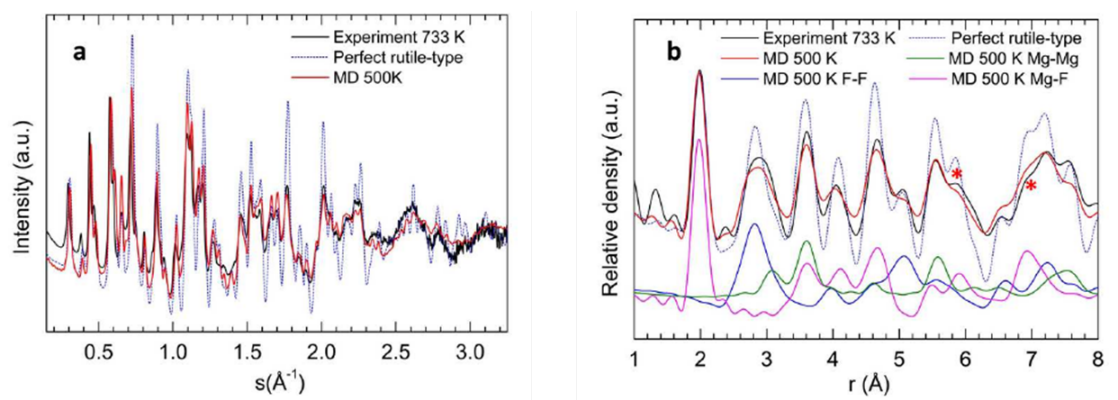 a
Experiment 733 K
Perfect rutile-type
MD 500K
Intensity (a.u.)
0.5 1.0 1.5 2.0 2.5 3.0
s(Å-1)
b
Experiment 733 K Perfect rutile-type
MD 500 K MD 500 K Mg-Mg
MD 500 K F-F MD 500 K Mg-F
Relative density (a.u.)
* *
1 2 3 4 5 6 7 8
r (Å)